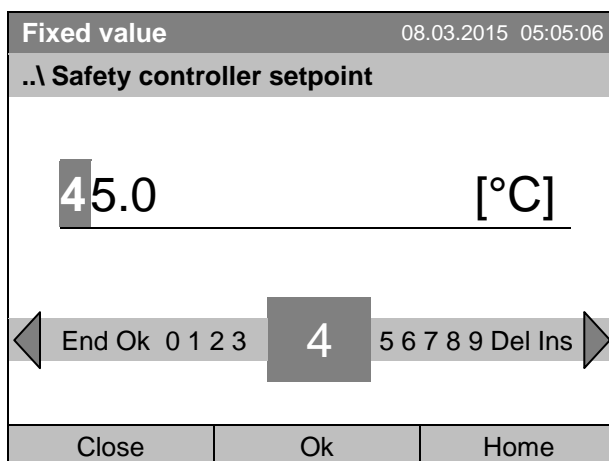 Fixed value 08.03.2015 05:05:06
..\ Safety controller setpoint
45.0 [°C]
End Ok 0 1 2 3 4 5 6 7 8 9 Del Ins
Close Ok Home